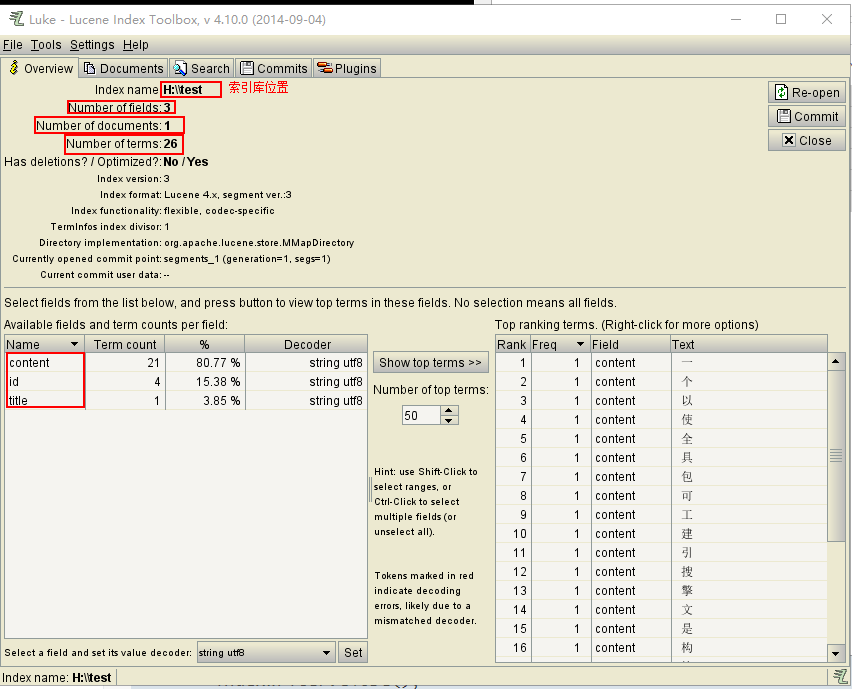 Luke - Lucene Index Toolbox, v 4.10.0 (2014-09-04)
File Tools Settings Help
Overview Documents Search Commits Plugins
Index name H:\\test 索引库位置
Number of fields: 3
Number of documents: 1
Number of terms: 26
Has deletions? / Optimized?: No / Yes
Index version: 3
Index format: Lucene 4.x, segment ver.:3
Index functionality: flexible, codec-specific
TermInfos index divisor: 1
Directory implementation: org.apache.lucene.store.MMapDirectory
Currently opened commit point: segments_1 (generation=1, segs=1)
Current commit user data: --
Re-open
Commit
Close
Select fields from the list below, and press button to view top terms in these fields. No selection means all fields.
Available fields and term counts per field:
Name Term count % Decoder
content 21 80.77 % string utf8
id 4 15.38 % string utf8
title 1 3.85 % string utf8
Select a field and set its value decoder: string utf8 Set
Show top terms >>
Number of top terms:
50
Hint: use Shift-Click to
select ranges, or
Ctrl-Click to select
multiple fields (or
unselect all).
Tokens marked in red
indicate decoding
errors, likely due to a
mismatched decoder.
Top ranking terms. (Right-click for more options)
Rank Freq Field Text
1 1 content 一
2 1 content 个
3 1 content 以
4 1 content 使
5 1 content 全
6 1 content 具
7 1 content 包
8 1 content 可
9 1 content 工
10 1 content 建
11 1 content 引
12 1 content 搜
13 1 content 擎
14 1 content 文
15 1 content 是
16 1 content 构
Index name: H:\\test